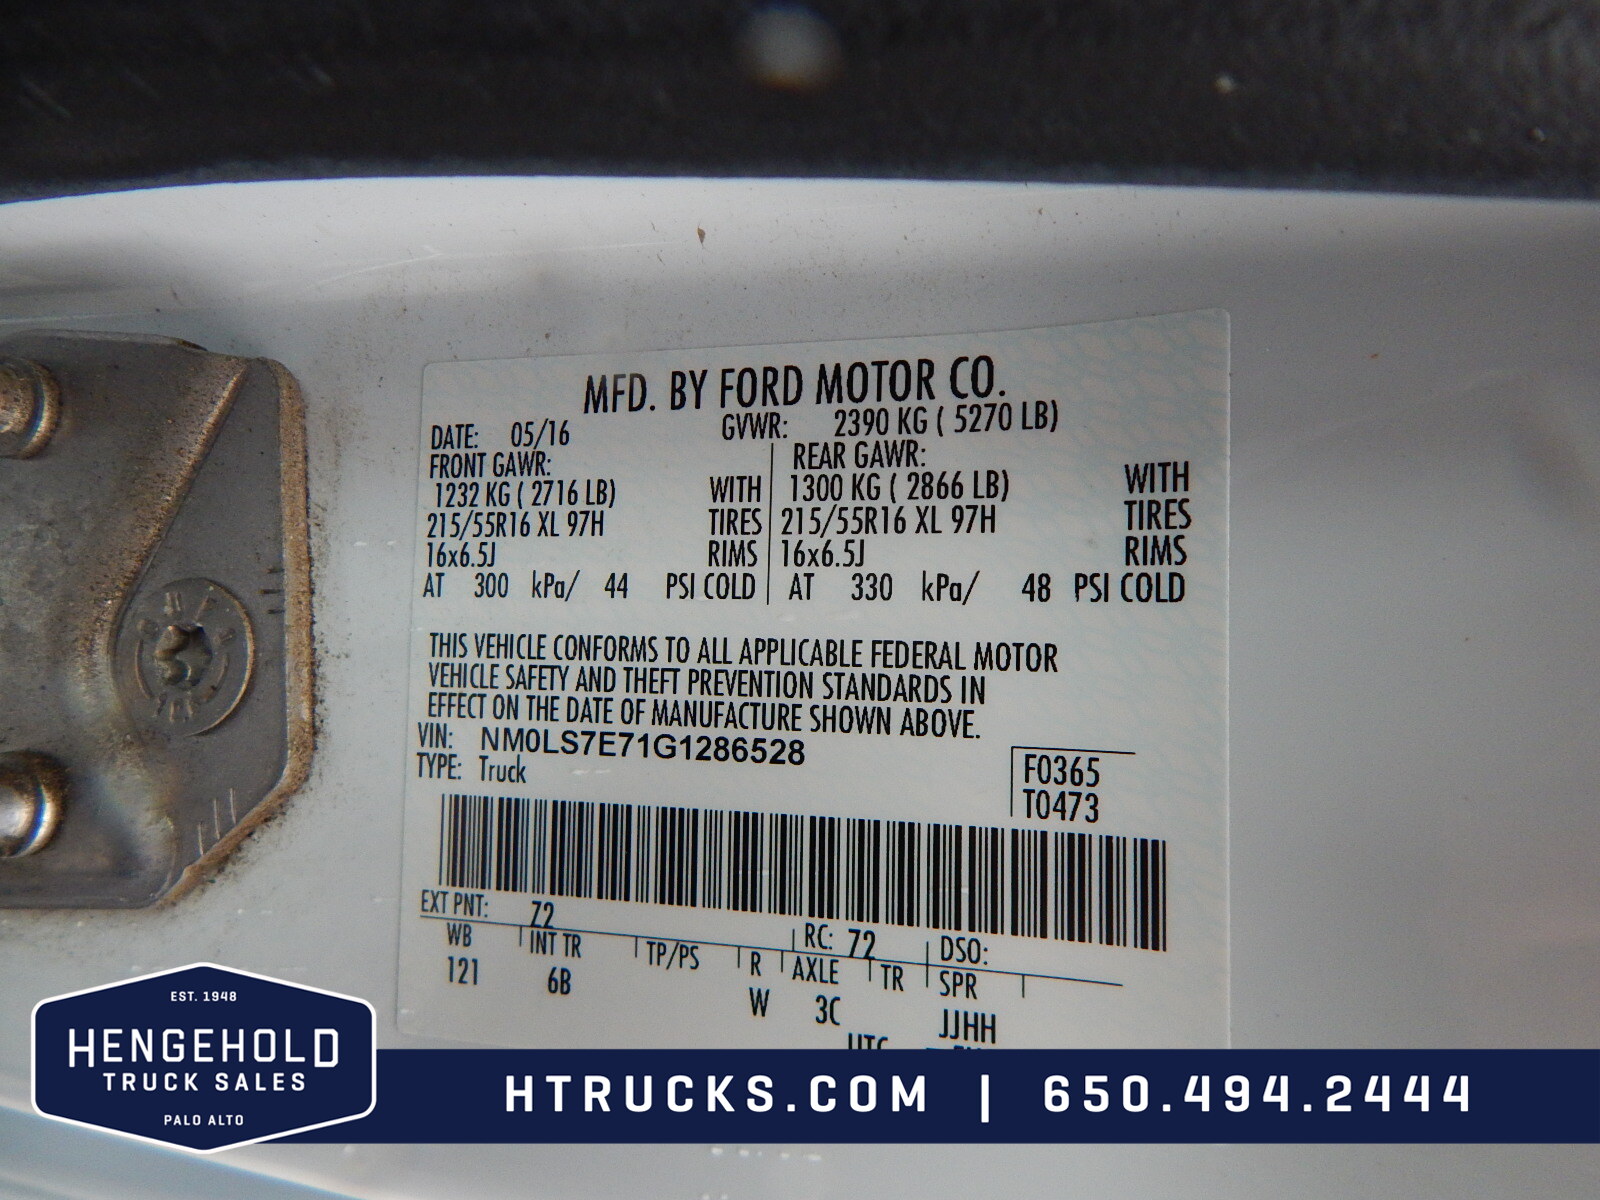 MFD. BY FORD MOTOR CO.
DATE: 05/16 GVWR: 2390 KG ( 5270 LB)
FRONT GAWR: REAR GAWR:
1232 KG ( 2716 LB) WITH 1300 KG ( 2866 LB) WITH
215/55R16 XL 97H TIRES 215/55R16 XL 97H TIRES
16x6.5J RIMS 16x6.5J RIMS
AT 300 kPa/ 44 PSI COLD AT 330 kPa/ 48 PSI COLD
THIS VEHICLE CONFORMS TO ALL APPLICABLE FEDERAL MOTOR
VEHICLE SAFETY AND THEFT PREVENTION STANDARDS IN
EFFECT ON THE DATE OF MANUFACTURE SHOWN ABOVE.
VIN: NM0LS7E71G1286528
TYPE: Truck
F0365
T0473
EXT PNT: Z2 RC: 72 DSO:
WB INT TR TP/PS R AXLE TR SPR
121 6B W 3C JJHH
UTC
EST. 1948
HENGEHOLD
TRUCK SALES
PALO ALTO
HTRUCKS.COM | 650.494.2444